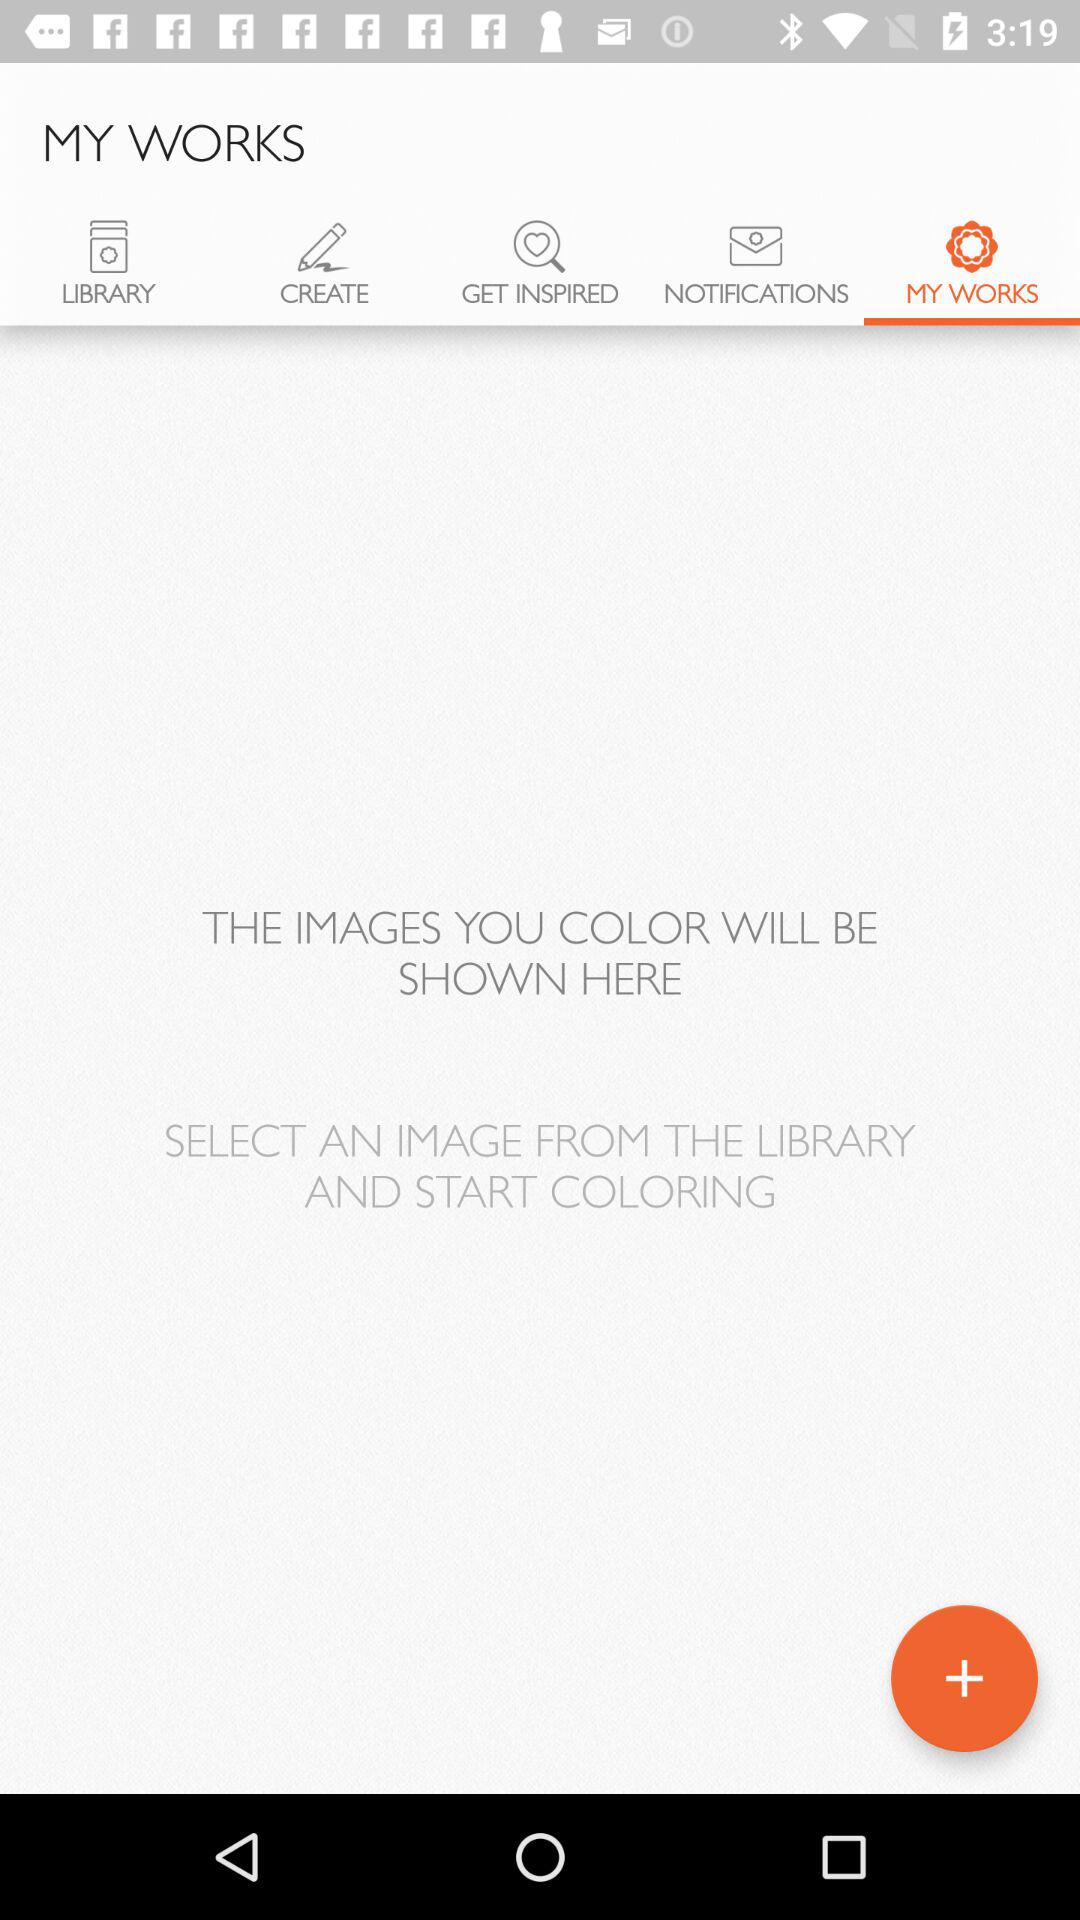 3:19
MY WORKS
LIBRARY
CREATE
GET INSPIRED
NOTIFICATIONS
MY WORKS
THE IMAGES YOU COLOR WILL BE
SHOWN HERE
SELECT AN IMAGE FROM THE LIBRARY
AND START COLORING